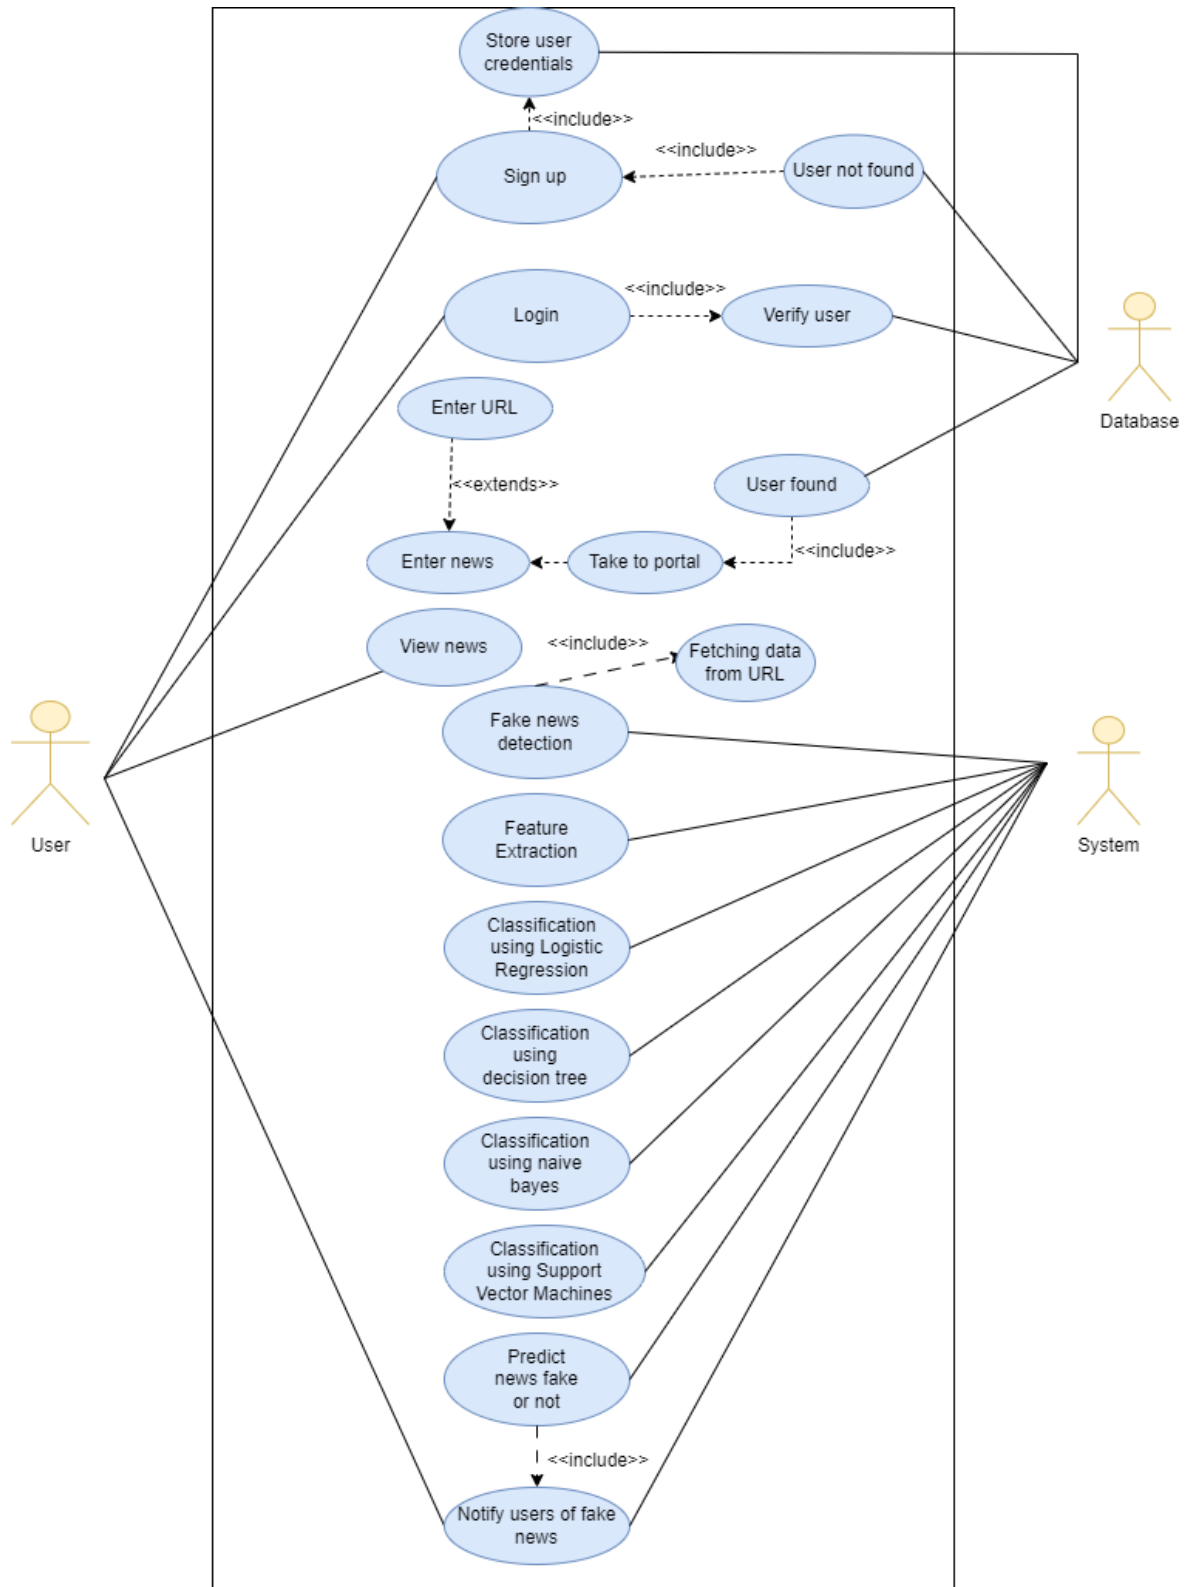 Store user
credentials
<<include>>
<<include>>
Sign up
User not found
<<include>>
Login
Verify user
Enter URL
Database
<<extends>>
User found
<<include>>
Enter news
Take to portal
View news
<<include>>
Fetching data
from URL
Fake news
detection
User
System
Feature
Extraction
Classification
using Logistic
Regression
Classification
using
decision tree
Classification
using naive
bayes
Classification
using Support
Vector Machines
Predict
news fake
or not
<<include>>
Notify users of fake
news